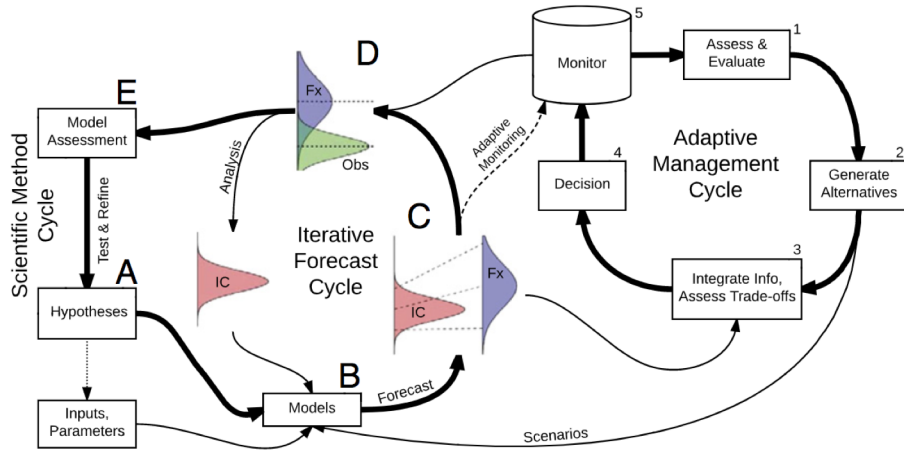 E
Model
Assessment
Scientific Method
Cycle
Test & Refine
A
Hypotheses
Inputs,
Parameters
D
Fx
Obs
Analysis
IC
Iterative
Forecast
Cycle
B
Models
Forecast
C
IC
Fx
Adaptive
Monitoring
5
Monitor
1
Assess &
Evaluate
2
Generate
Alternatives
Adaptive
Management
Cycle
4
Decision
3
Integrate Info,
Assess Trade-offs
Scenarios